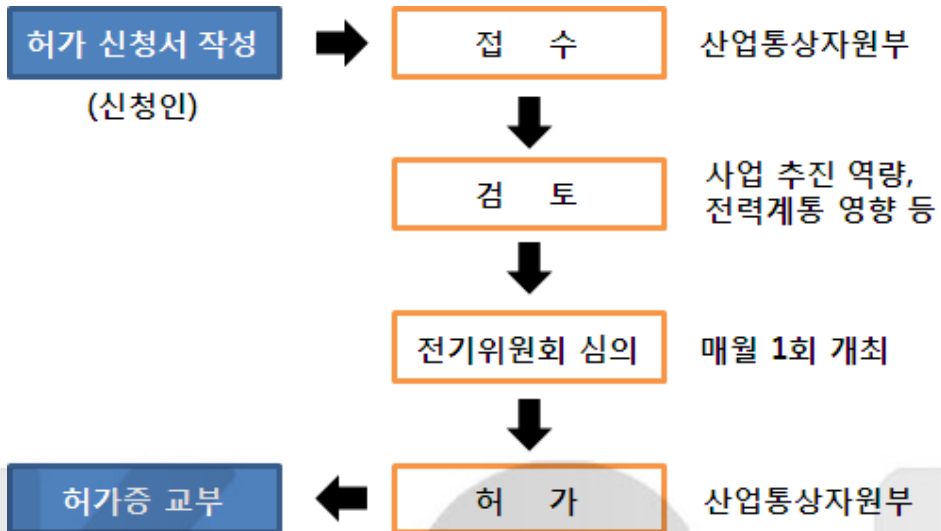 허가 신청서 작성
접 수
산업통상자원부
(신청인)
검 토
사업 추진 역량,
전력계통 영향 등
전기위원회 심의
매월 1회 개최
허가증 교부
허 가
산업통상자원부